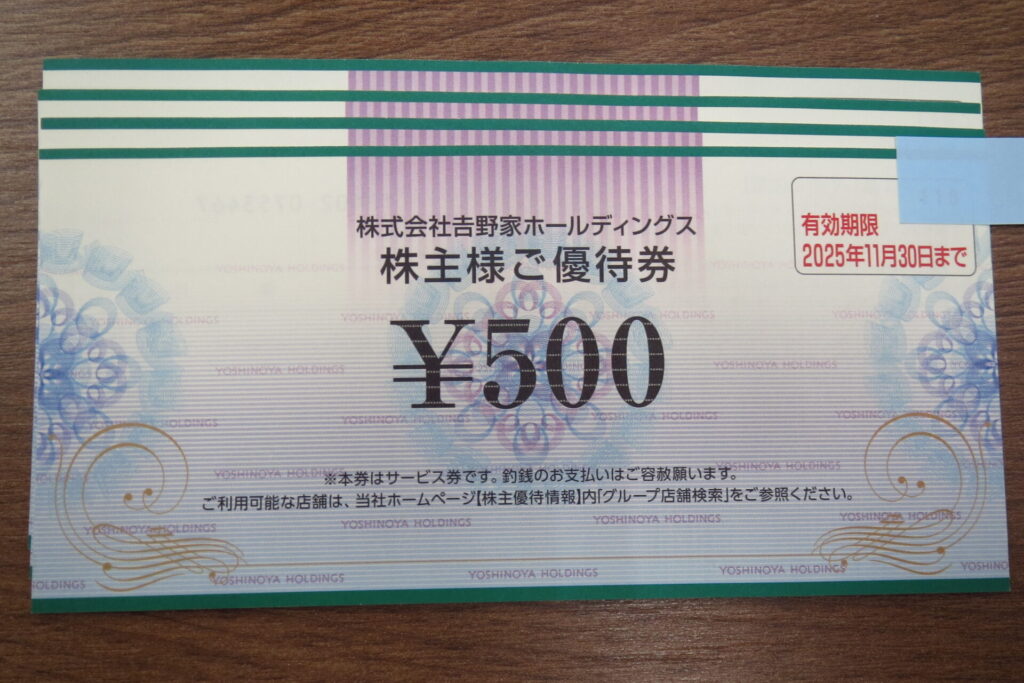 株式会社𠮷野家ホールディングス
株主様ご優待券
有効期限
2025年11月30日まで
¥500
YOSHINOYA HOLDINGS
※本券はサービス券です。釣銭のお支払いはご容赦願います。
ご利用可能な店舗は、当社ホームページ【株主優待情報】内「グループ店舗検索」をご参照ください。
YOSHINOYA HOLDINGS